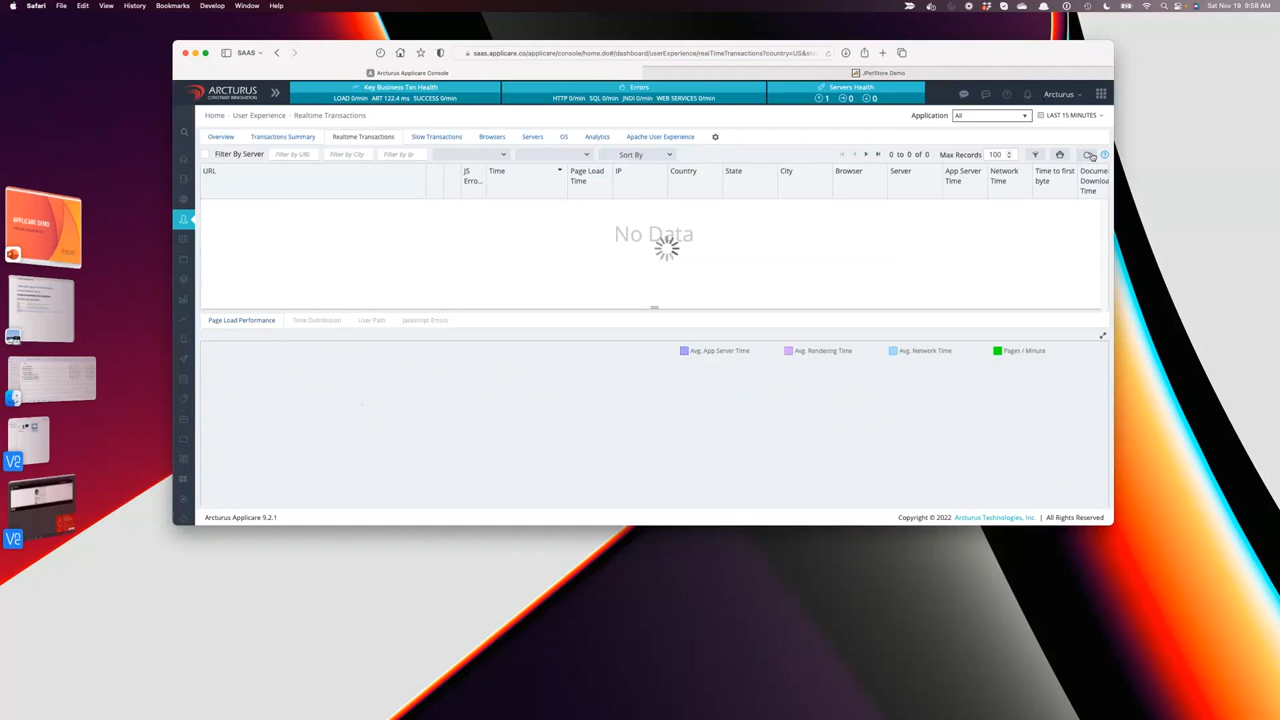 Safari File Edit View History Bookmarks Develop Window Help
Sat Nov 19 9:58 AM
SAAS
saas.applicare.co/applicare/console/home.do#/dashboard/userExperience/realTimeTransactions?country=US&stat
Arcturus Applicare Console
JPetStore Demo
ARCTURUS
CONSTANT INNOVATION
Key Business Txn Health
LOAD 0/min ART 122.4 ms SUCCESS 0/min
Errors
HTTP 0/min SQL 0/min JNDI 0/min WEB SERVICES 0/min
Servers Health
1 0 0
Arcturus
Home User Experience Realtime Transactions
Application All
LAST 15 MINUTES
Overview Transactions Summary Realtime Transactions Slow Transactions Browsers Servers OS Analytics Apache User Experience
Filter By Server Filter by URL Filter by City Filter by Ip Sort By 0 to 0 of 0 Max Records 100
URL
JS Erro...
Time
Page Load Time
IP
Country
State
City
Browser
Server
App Server Time
Network Time
Time to first byte
Docume Downloa Time
No Data
Page Load Performance Time Distribution User Path Javascript Errors
Avg. App Server Time Avg. Rendering Time Avg. Network Time Pages / Minute
Arcturus Applicare 9.2.1
Copyright © 2022 Arcturus Technologies, Inc. | All Rights Reserved
APPLICARE DEMO